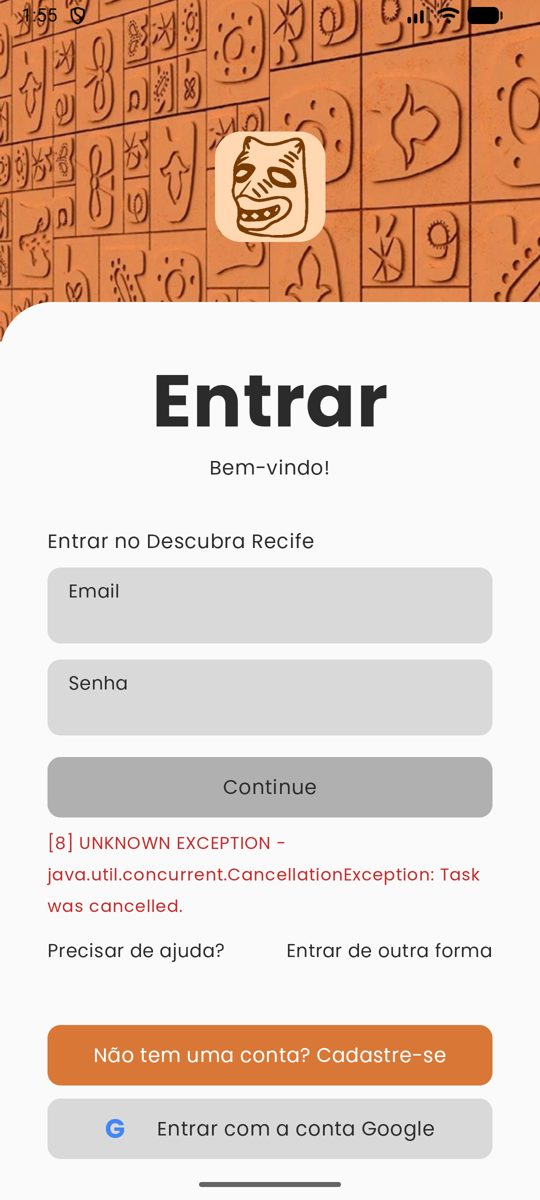 1:55
Entrar
Bem-vindo!
Entrar no Descubra Recife
Email
Senha
Continue
[8] UNKNOWN EXCEPTION -
java.util.concurrent.CancellationException: Task
was cancelled.
Precisar de ajuda? Entrar de outra forma
Não tem uma conta? Cadastre-se
G Entrar com a conta Google